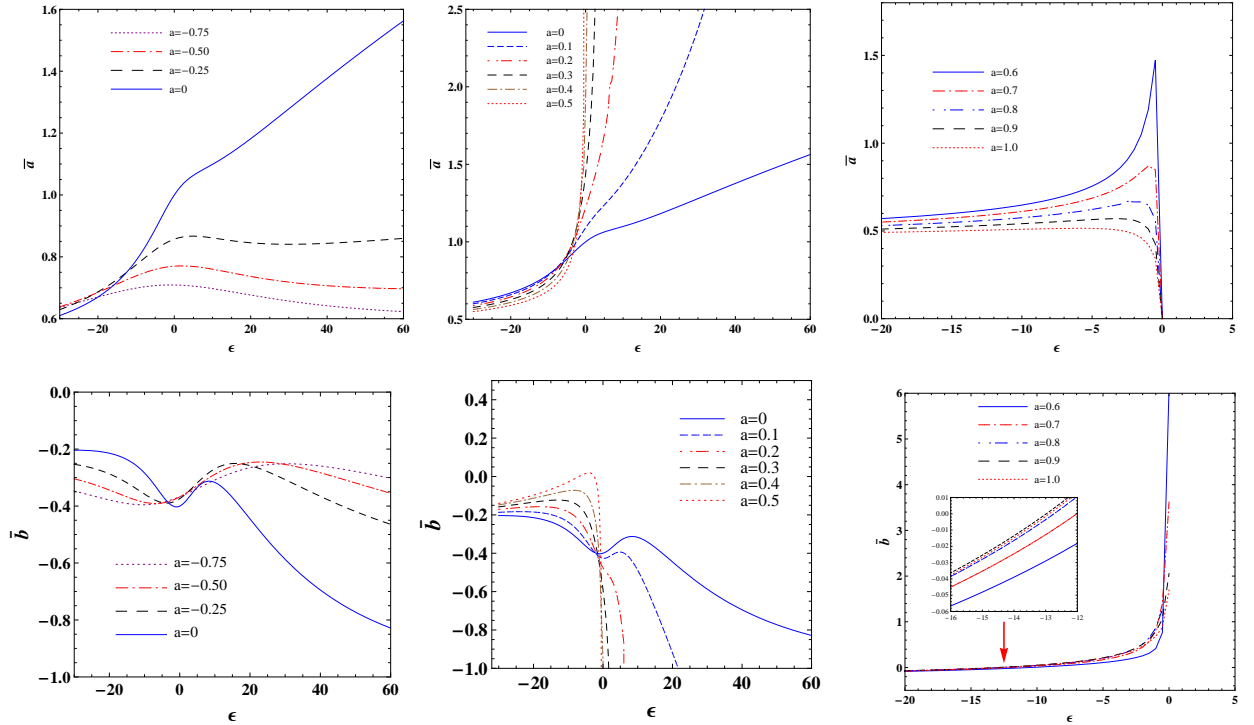 1.6
1.4
1.2
1.0
0.8
0.6
a̅
a=−0.75
a=−0.50
a=−0.25
a=0
−20 0 20 40 60
ϵ
2.5
2.0
1.5
1.0
0.5
a̅
a=0
a=0.1
a=0.2
a=0.3
a=0.4
a=0.5
−20 0 20 40 60
ϵ
1.5
1.0
0.5
0.0
a̅
a=0.6
a=0.7
a=0.8
a=0.9
a=1.0
−20 −15 −10 −5 0 5
ϵ
0.0
−0.2
−0.4
−0.6
−0.8
−1.0
b̅
a=−0.75
a=−0.50
a=−0.25
a=0
−20 0 20 40 60
ϵ
0.4
0.2
0.0
−0.2
−0.4
−0.6
−0.8
−1.0
b̅
a=0
a=0.1
a=0.2
a=0.3
a=0.4
a=0.5
−20 0 20 40 60
ϵ
6
5
4
3
2
1
0
b̅
a=0.6
a=0.7
a=0.8
a=0.9
a=1.0
0.01
0.00
−0.01
−0.02
−0.03
−0.04
−0.05
−0.06
−16 −15 −14 −13 −12
−20 −15 −10 −5 0 5
ϵ